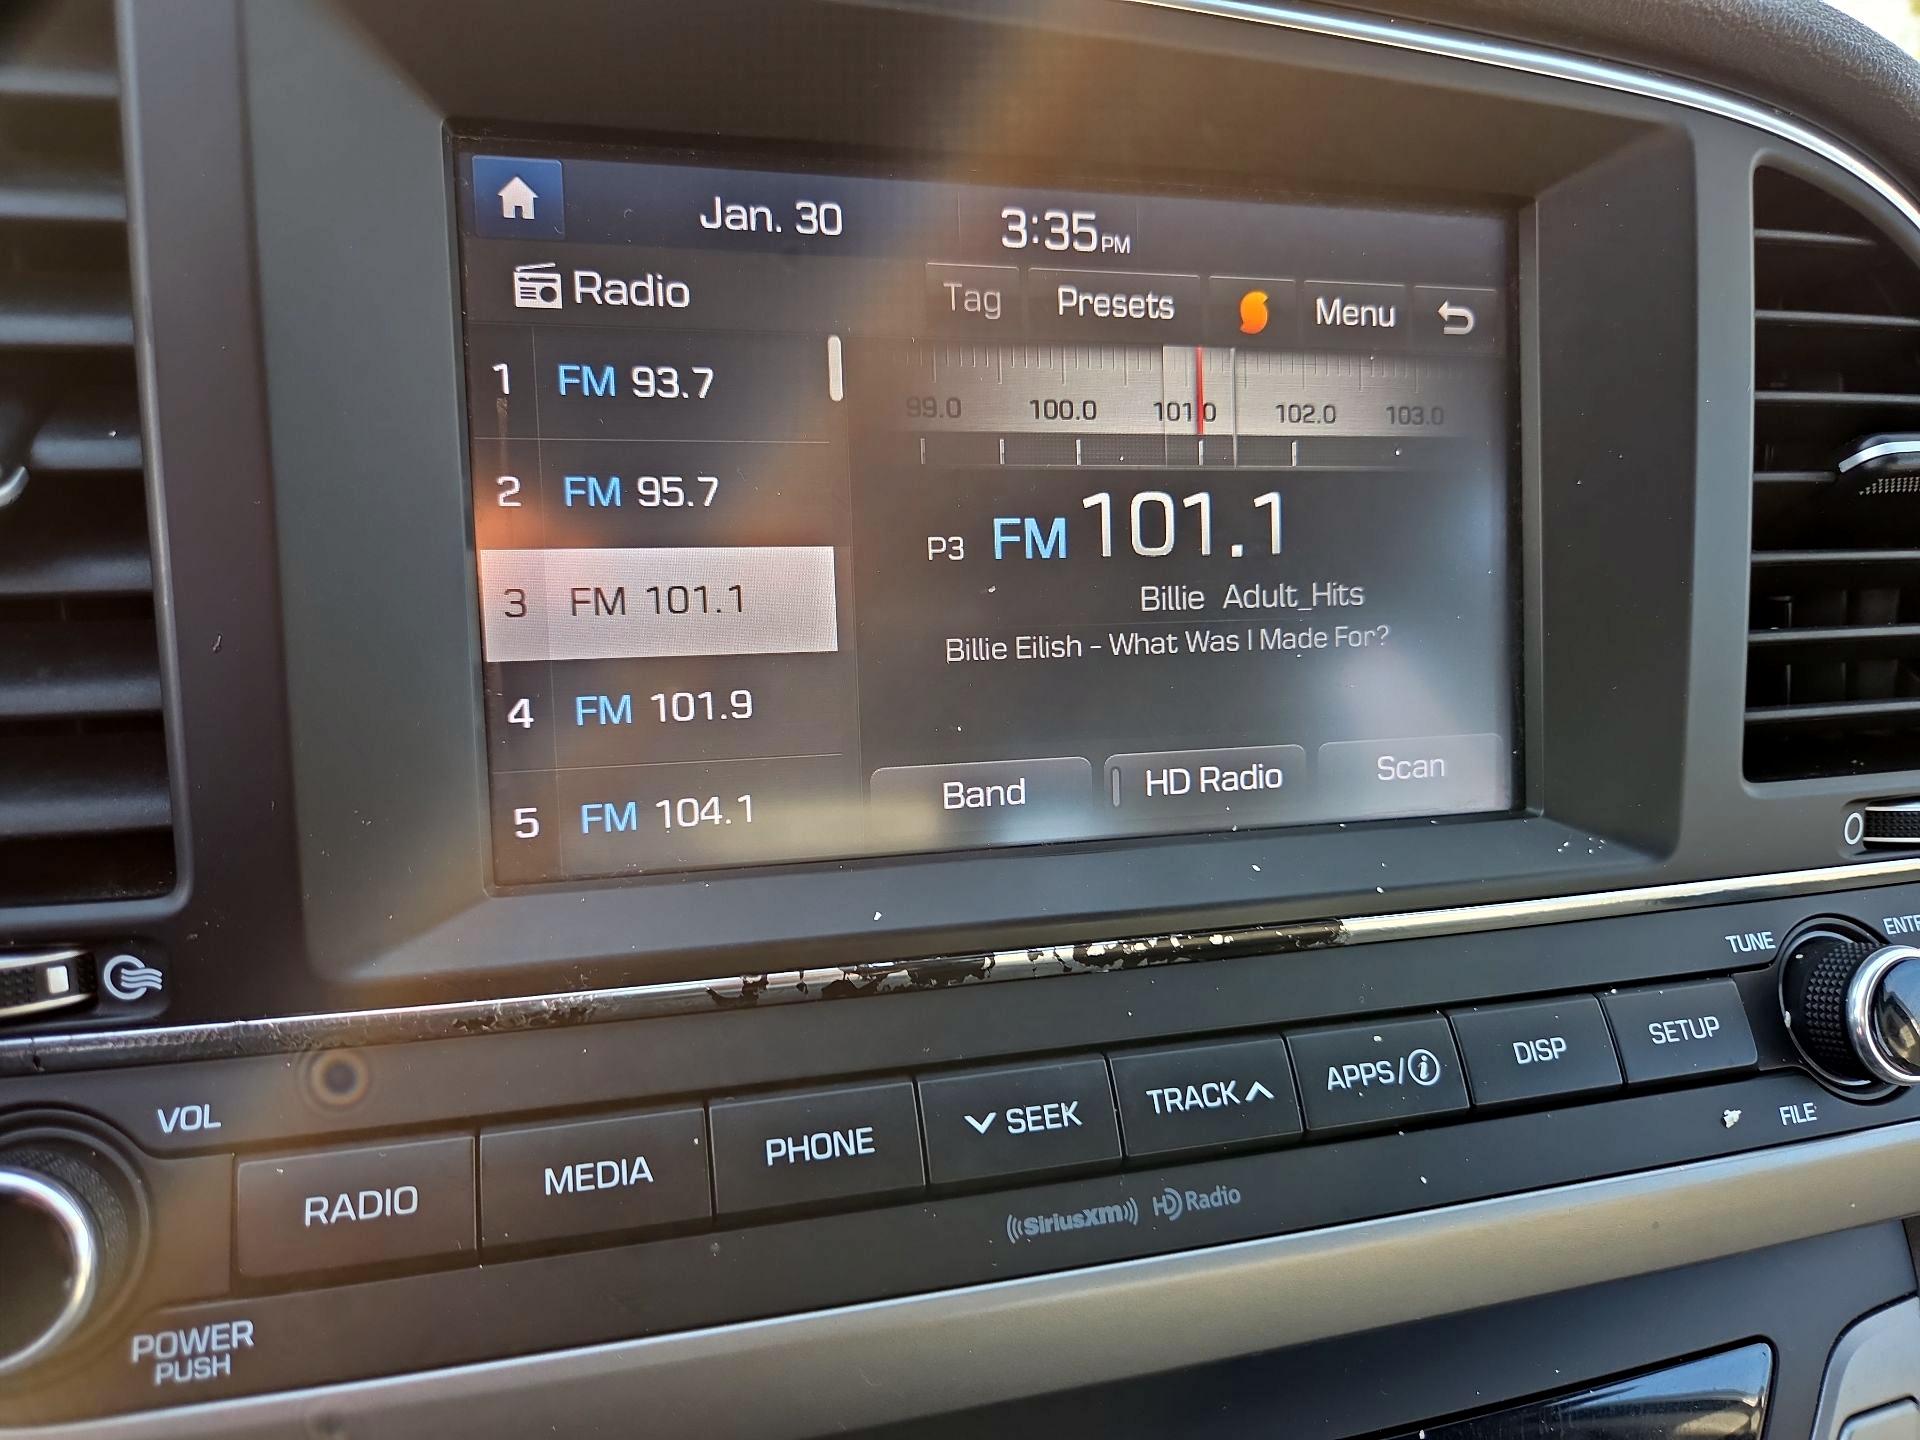 Jan. 30 3:35PM
Radio Tag Presets Menu
1 FM 93.7
2 FM 95.7
3 FM 101.1
4 FM 101.9
5 FM 104.1
99.0 100.0 101.0 102.0 103.0
P3 FM 101.1
Billie Adult_Hits
Billie Eilish - What Was I Made For?
Band HD Radio Scan
VOL
RADIO MEDIA PHONE SEEK TRACK APPS/i DISP SETUP
TUNE
FILE
SiriusXM HD Radio
POWER
PUSH